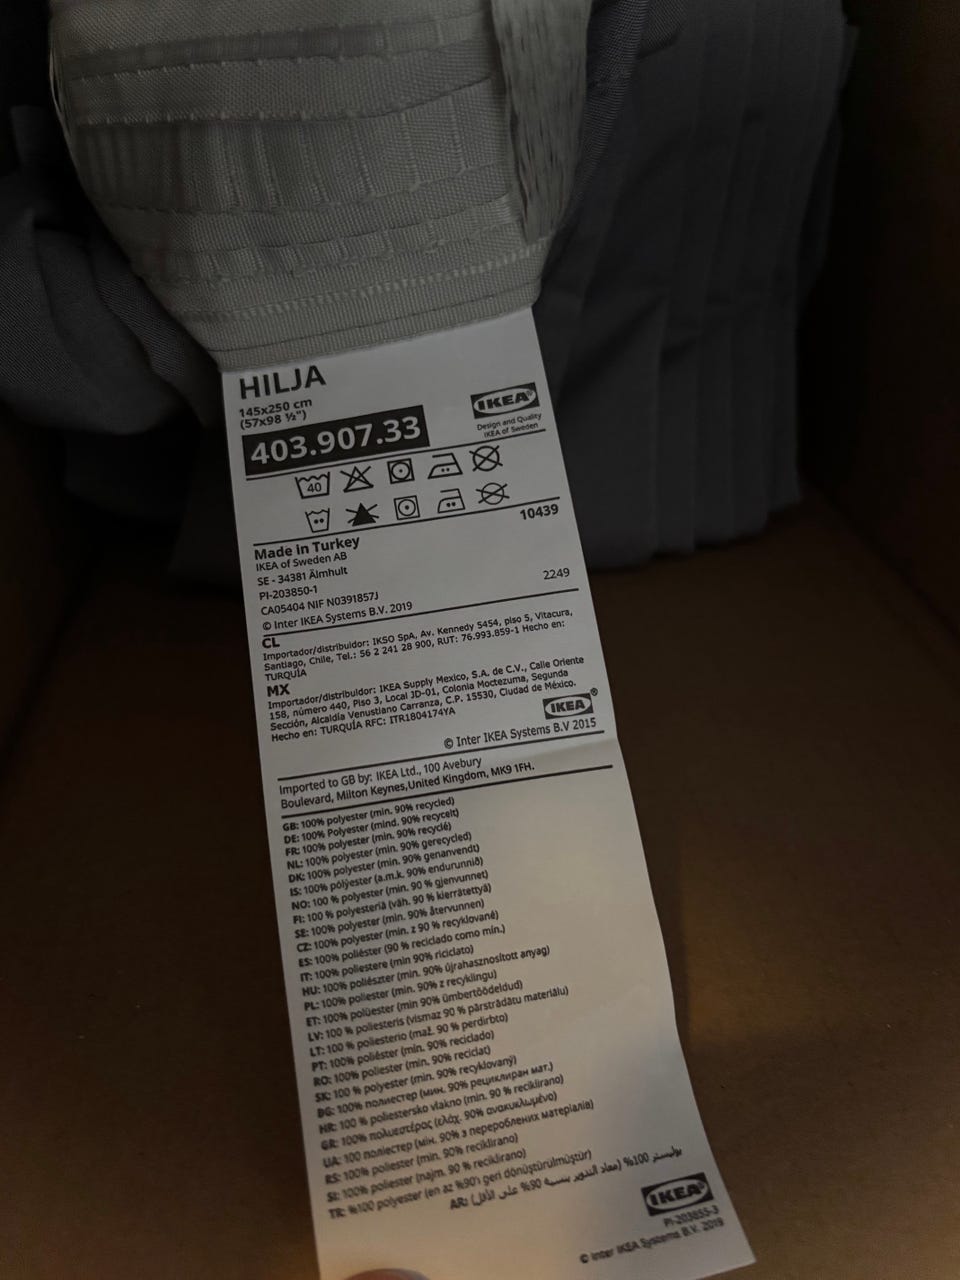 HILJA
145x250 cm
(57x98 ½")
403.907.33
IKEA®
Design and Quality
IKEA of Sweden
40
10439
Made in Turkey
IKEA of Sweden AB
SE - 34381 Älmhult
PI-203850-1
CA05404 NIF N0391857J
2249
© Inter IKEA Systems B.V. 2019
CL
Importador/distribuidor: IKSO SpA, Av. Kennedy 5454, piso 5, Vitacura,
Santiago, Chile, Tel.: 56 2 241 28 900, RUT: 76.993.859-1 Hecho en:
TURQUÍA
MX
Importador/distribuidor: IKEA Supply Mexico, S.A. de C.V., Calle Oriente
158, número 440, Piso 3, Local JD-01, Colonia Moctezuma, Segunda
Sección, Alcaldia Venustiano Carranza, C.P. 15530, Ciudad de México.
Hecho en: TURQUÍA RFC: ITR1804174YA
IKEA®
© Inter IKEA Systems B.V 2015
Imported to GB by: IKEA Ltd., 100 Avebury
Boulevard, Milton Keynes,United Kingdom, MK9 1FH.
GB: 100% polyester (min. 90% recycled)
DE: 100% Polyester (mind. 90% recycelt)
FR: 100% polyester (min. 90% recyclé)
NL: 100% polyester (min. 90% gerecycled)
DK: 100% polyester (min. 90% genanvendt)
IS: 100% pólýester (a.m.k. 90% endurunnið)
NO: 100 % polyester (min. 90 % gjenvunnet)
FI: 100 % polyesteriä (väh. 90 % kierrätettyä)
SE: 100% polyester (min. 90% återvunnen)
CZ: 100% polyester (min. z 90 % recyklované)
ES: 100% poliéster (90 % reciclado como mín.)
IT: 100% poliestere (min 90% riciclato)
HU: 100% poliészter (min. 90% újrahasznosított anyag)
PL: 100% poliester (min. 90% z recyklingu)
ET: 100% polüester (min 90% ümbertöödeldud)
LV: 100 % poliesteris (vismaz 90 % pārstrādātu materiālu)
LT: 100 % poliesterio (maž. 90 % perdirbto)
PT: 100% poliéster (min. 90% reciclado)
RO: 100% poliester (min. 90% reciclat)
SK: 100 % polyester (min. 90% recyklovaný)
BG: 100% полиестер (мин. 90% рециклиран мат.)
HR: 100 % poliestersko vlakno (min. 90 % reciklirano)
GR: 100% πολυεστέρας (ελάχ. 90% ανακυκλωμένο)
UA: 100 поліестер (мін. 90% з перероблених матеріалів)
RS: 100% poliester (min. 90% reciklirano)
SI: 100% poliester (najm. 90 % reciklirano)
TR: %100 polyester (en az %90'ı geri dönüştürülmüştür)
AR: بوليستر 100% (معاد التدوير بنسبة 90% على الأقل)
IKEA
PI-203855-3
© Inter IKEA Systems B.V. 2019